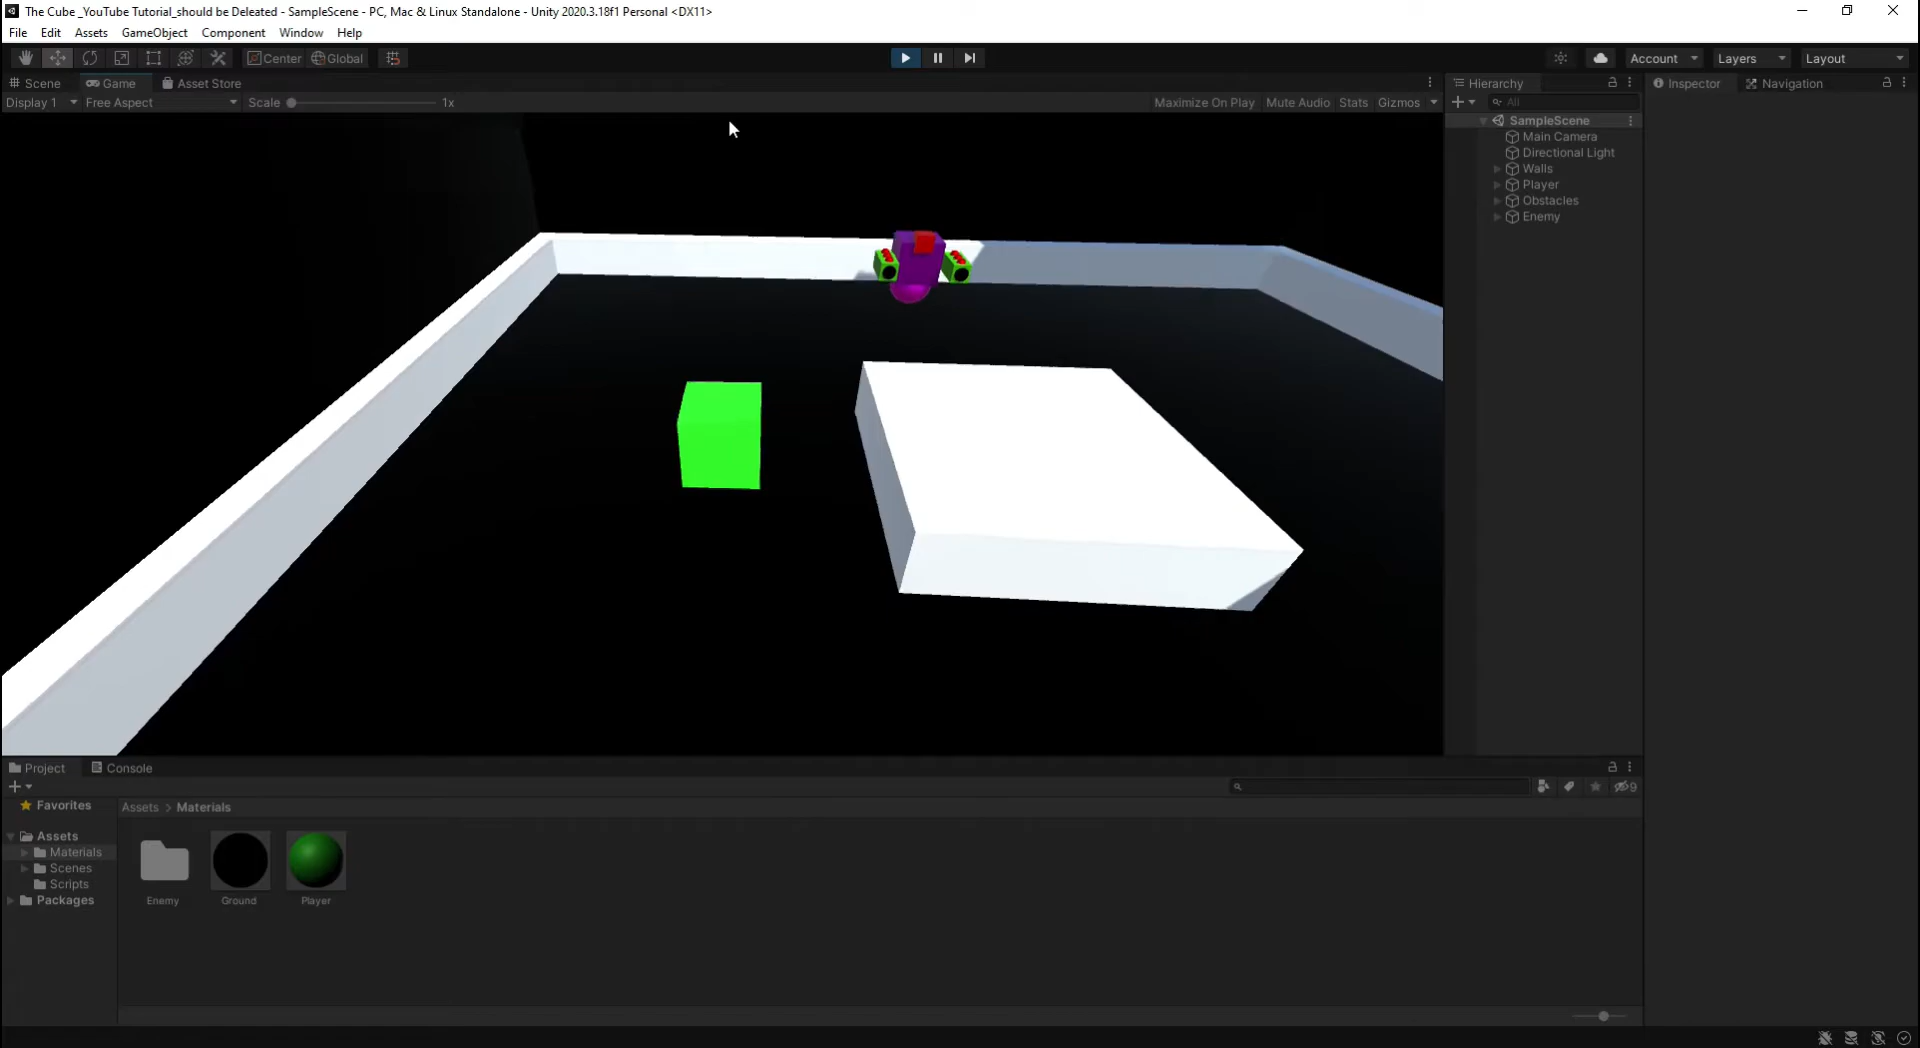 The Cube _YouTube Tutorial_should be Deleated - SampleScene - PC, Mac & Linux Standalone - Unity 2020.3.18f1 Personal <DX11>
File Edit Assets GameObject Component Window Help
Center Global Account Layers Layout
Scene Game Asset Store Hierarchy Inspector Navigation
Display 1 Free Aspect Scale 1x Maximize On Play Mute Audio Stats Gizmos All
SampleScene
Main Camera
Directional Light
Walls
Player
Obstacles
Enemy
Project Console
9
Favorites Assets > Materials
Assets
Materials
Scenes
Scripts
Packages
Enemy Ground Player